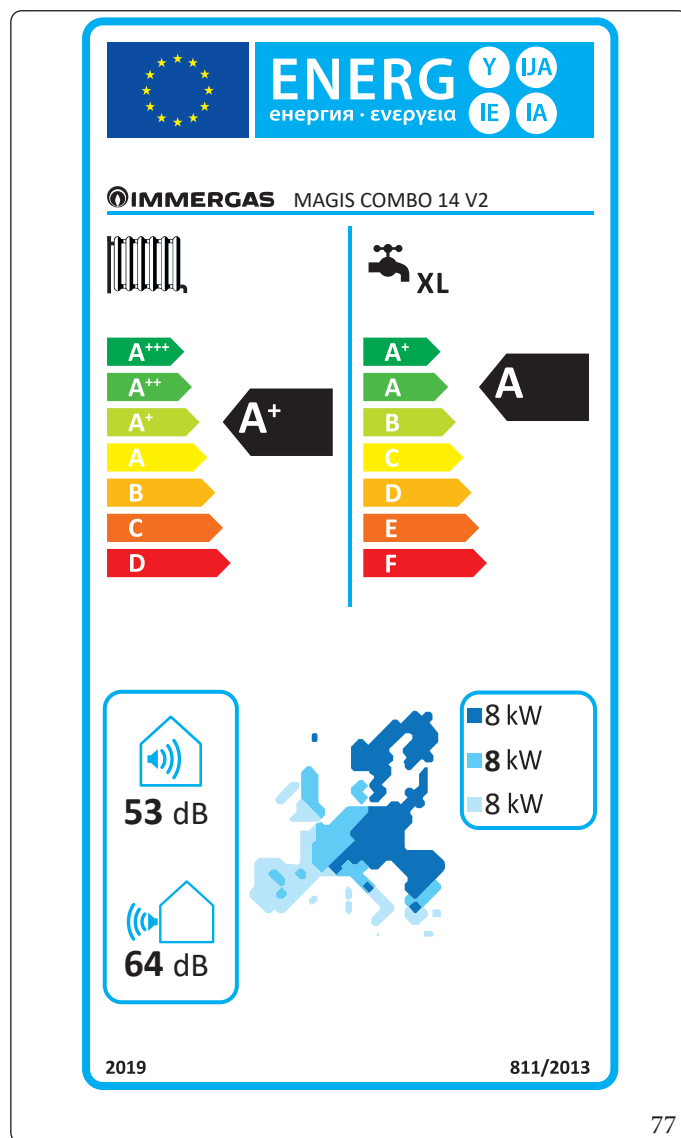 ENERG Y IJA
енергия · ενεργεια IE IA
IMMERGAS MAGIS COMBO 14 V2
XL
A+++
A++
A+
A
B
C
D
A+
A+
A
B
C
D
E
F
A
53 dB
64 dB
8 kW
8 kW
8 kW
2019 811/2013
77